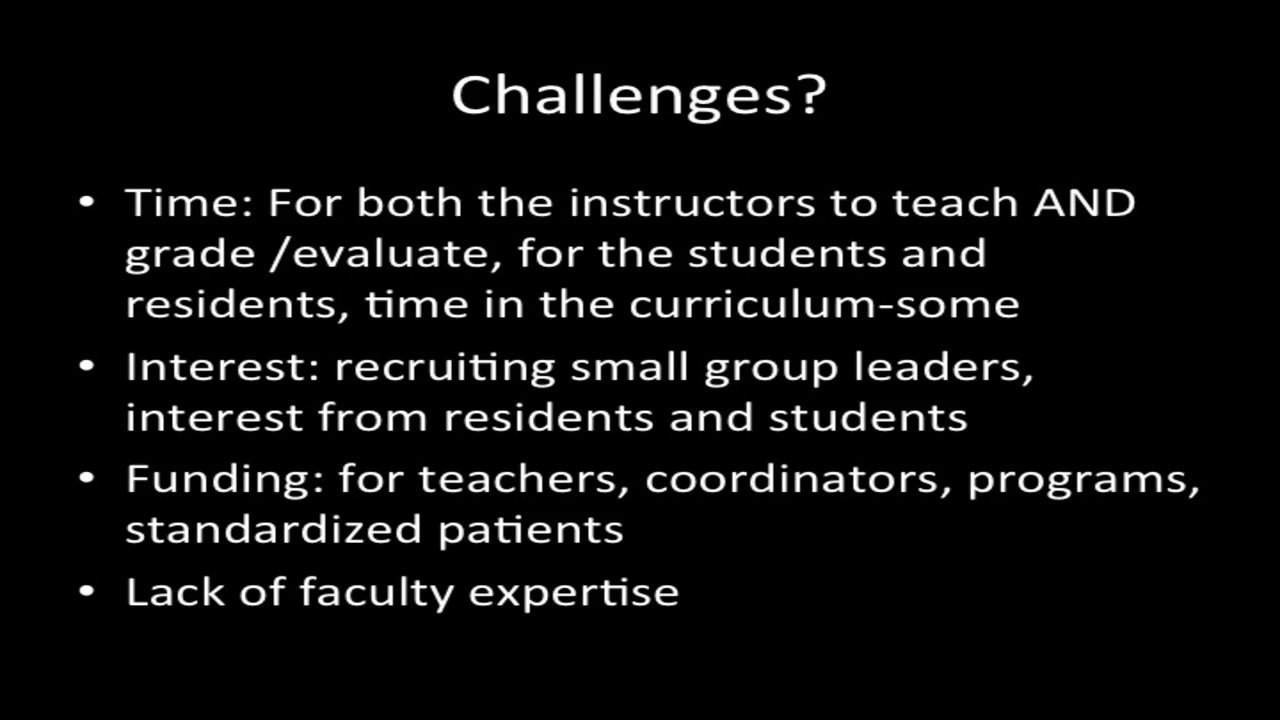 Challenges?
• Time: For both the instructors to teach AND
grade /evaluate, for the students and
residents, time in the curriculum-some
• Interest: recruiting small group leaders,
interest from residents and students
• Funding: for teachers, coordinators, programs,
standardized patients
• Lack of faculty expertise